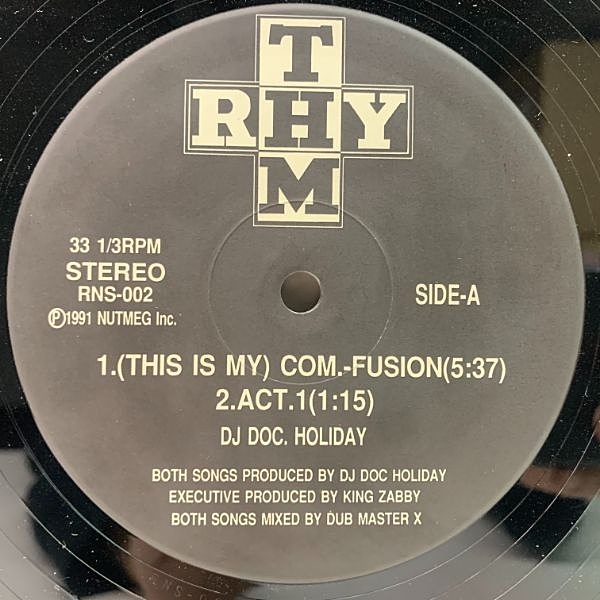 T
RHY
M
33 1/3RPM
STEREO
RNS-002
Ⓟ1991 NUTMEG Inc.
SIDE-A
1.(THIS IS MY) COM.-FUSION(5:37)
2.ACT.1(1:15)
DJ DOC. HOLIDAY
BOTH SONGS PRODUCED BY DJ DOC HOLIDAY
EXECUTIVE PRODUCED BY KING ZABBY
BOTH SONGS MIXED BY DUB MASTER X